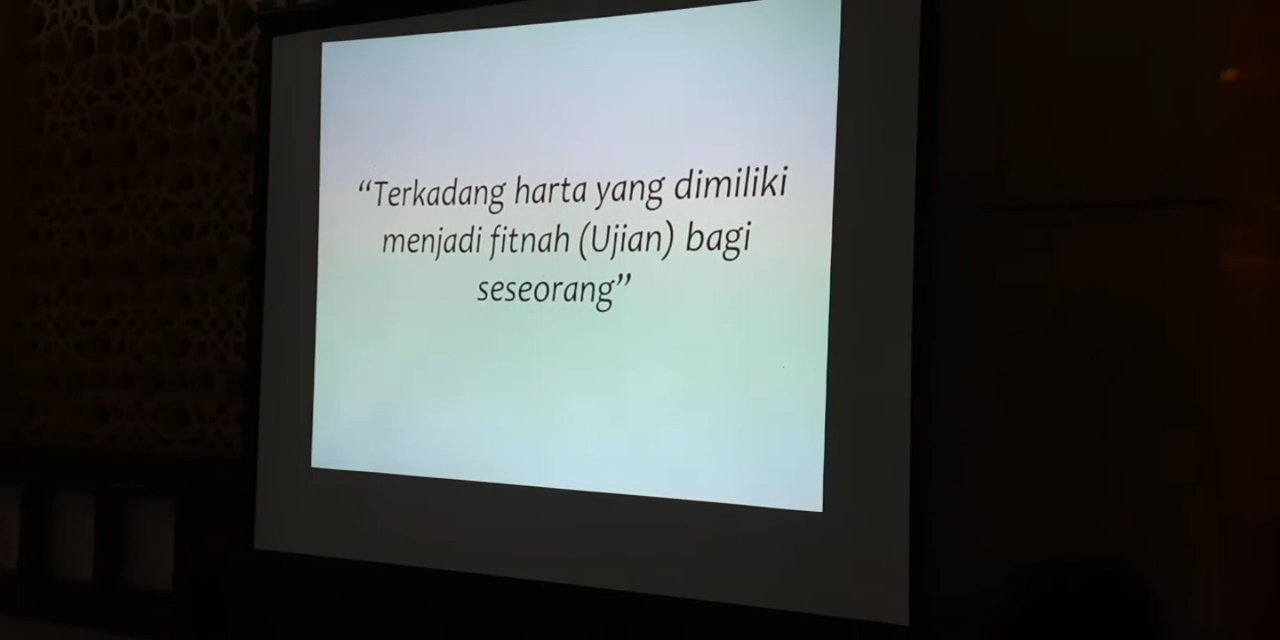 “Terkadang harta yang dimiliki
menjadi fitnah (Ujian) bagi
seseorang”